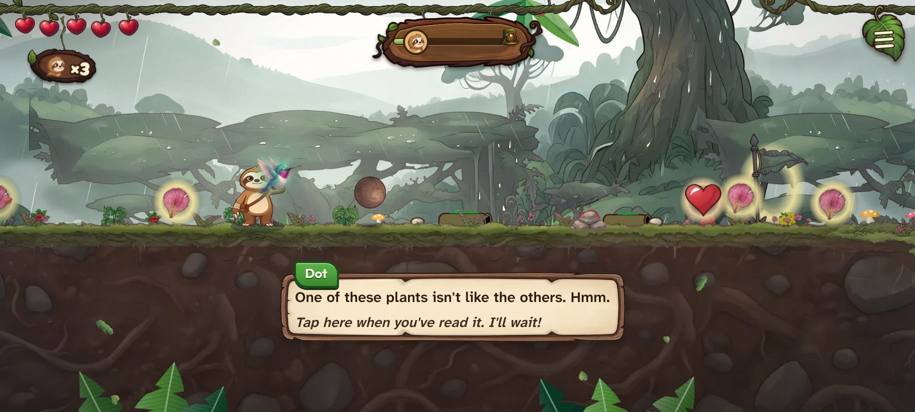 x3
Dot
One of these plants isn't like the others. Hmm.
Tap here when you've read it. I'll wait!